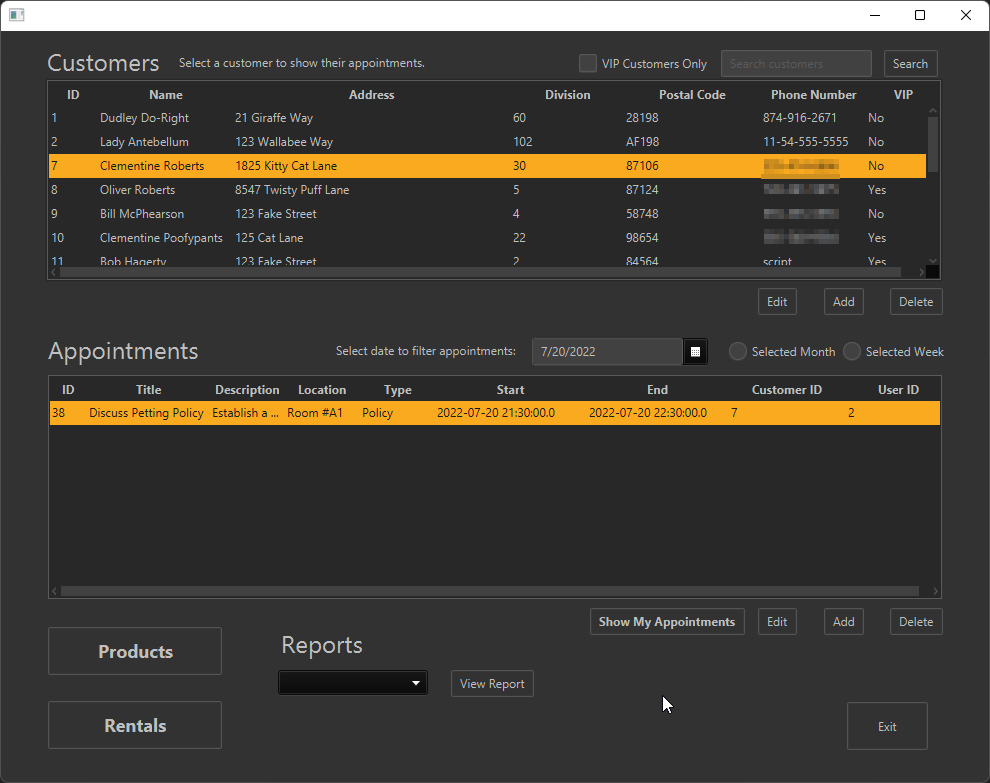 Customers Select a customer to show their appointments. VIP Customers Only Search customers Search
ID Name Address Division Postal Code Phone Number VIP
1 Dudley Do-Right 21 Giraffe Way 60 28198 874-916-2671 No
2 Lady Antebellum 123 Wallabee Way 102 AF198 11-54-555-5555 No
7 Clementine Roberts 1825 Kitty Cat Lane 30 87106 No
8 Oliver Roberts 8547 Twisty Puff Lane 5 87124 Yes
9 Bill McPhearson 123 Fake Street 4 58748 No
10 Clementine Poofypants 125 Cat Lane 22 98654 Yes
11 Bob Hagerty 123 Fake Street 2 84564 script Yes
Edit Add Delete
Appointments Select date to filter appointments: 7/20/2022 Selected Month Selected Week
ID Title Description Location Type Start End Customer ID User ID
38 Discuss Petting Policy Establish a ... Room #A1 Policy 2022-07-20 21:30:00.0 2022-07-20 22:30:00.0 7 2
Show My Appointments Edit Add Delete
Products
Reports
View Report
Rentals
Exit